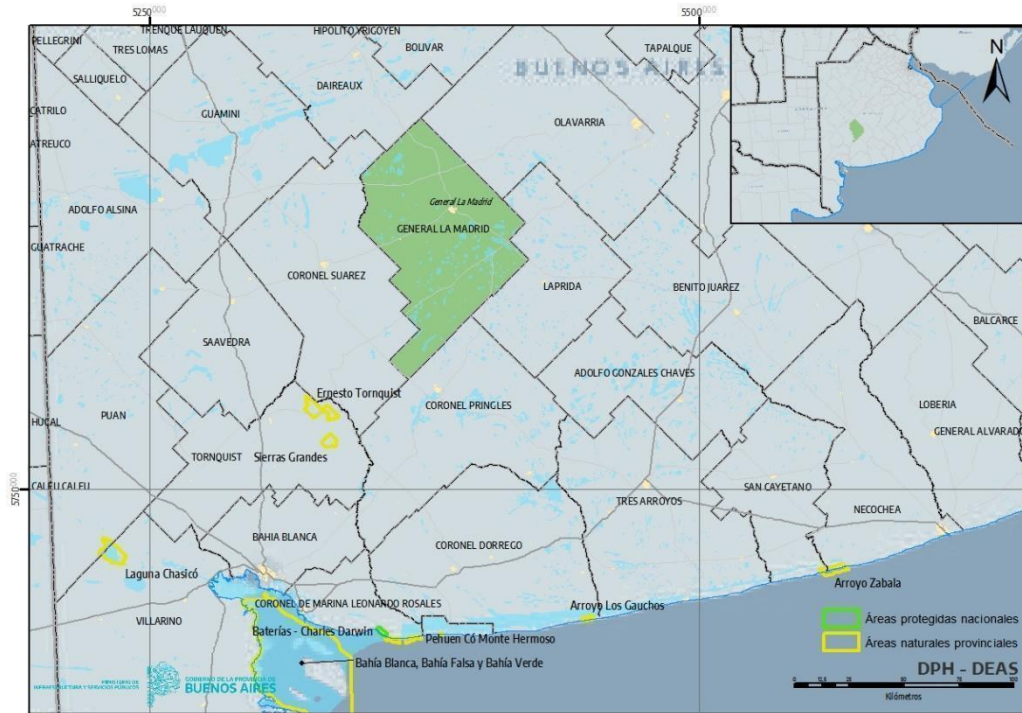 5250000
5500000
TRENQUE LAUQUEN
HIPOLITO YRIGOYEN
PELLEGRINI
TRES LOMAS
BOLIVAR
TAPALQUE
SALLIQUELO
BUENOS AIRES
N
DAIREAUX
CATRILO
GUAMINI
OLAVARRIA
ATREUCO
General La Madrid
ADOLFO ALSINA
GENERAL LA MADRID
GUATRACHE
CORONEL SUAREZ
LAPRIDA
BENITO JUAREZ
BALCARCE
SAAVEDRA
ADOLFO GONZALES CHAVES
Ernesto Tornquist
CORONEL PRINGLES
LOBERIA
PUAN
HUCAL
GENERAL ALVARADO
TORNQUIST
Sierras Grandes
CALEU CALEU
SAN CAYETANO
5750000
TRES ARROYOS
NECOCHEA
BAHIA BLANCA
CORONEL DORREGO
Laguna Chasicó
Arroyo Zabala
CORONEL DE MARINA LEONARDO ROSALES
Arroyo Los Gauchos
VILLARINO
Áreas protegidas nacionales
Baterías - Charles Darwin
Pehuen Có Monte Hermoso
Áreas naturales provinciales
Bahía Blanca, Bahía Falsa y Bahía Verde
DPH - DEAS
MINISTERIO DE
INFRAESTRUCTURA Y SERVICIOS PÚBLICOS
GOBIERNO DE LA PROVINCIA DE
BUENOS AIRES
Kilómetros